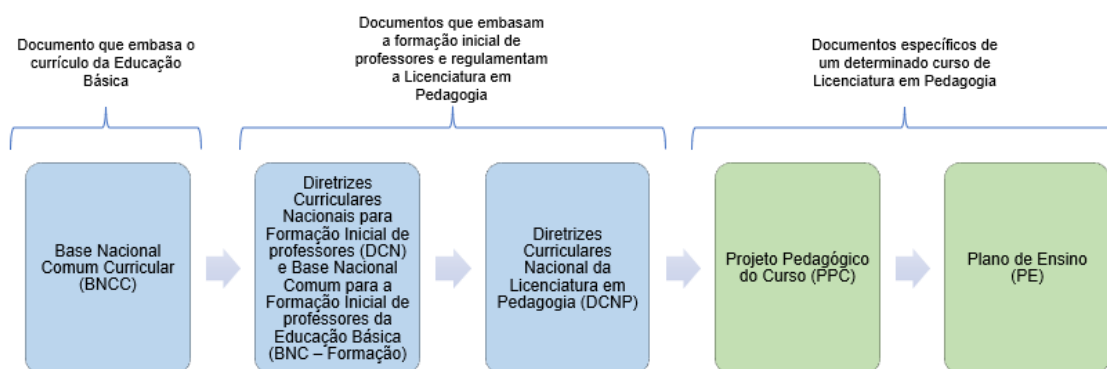 Documento que embasa o
currículo da Educação
Básica
Documentos que embasam
a formação inicial de
professores e regulamentam
a Licenciatura em
Pedagogia
Documentos específicos de
um determinado curso de
Licenciatura em Pedagogia
Base Nacional
Comum Curricular
(BNCC)
Diretrizes
Curriculares
Nacionais para
Formação Inicial de
professores (DCN)
e Base Nacional
Comum para a
Formação Inicial de
professores da
Educação Básica
(BNC – Formação)
Diretrizes
Curriculares
Nacional da
Licenciatura em
Pedagogia (DCNP)
Projeto Pedagógico
do Curso (PPC)
Plano de Ensino
(PE)